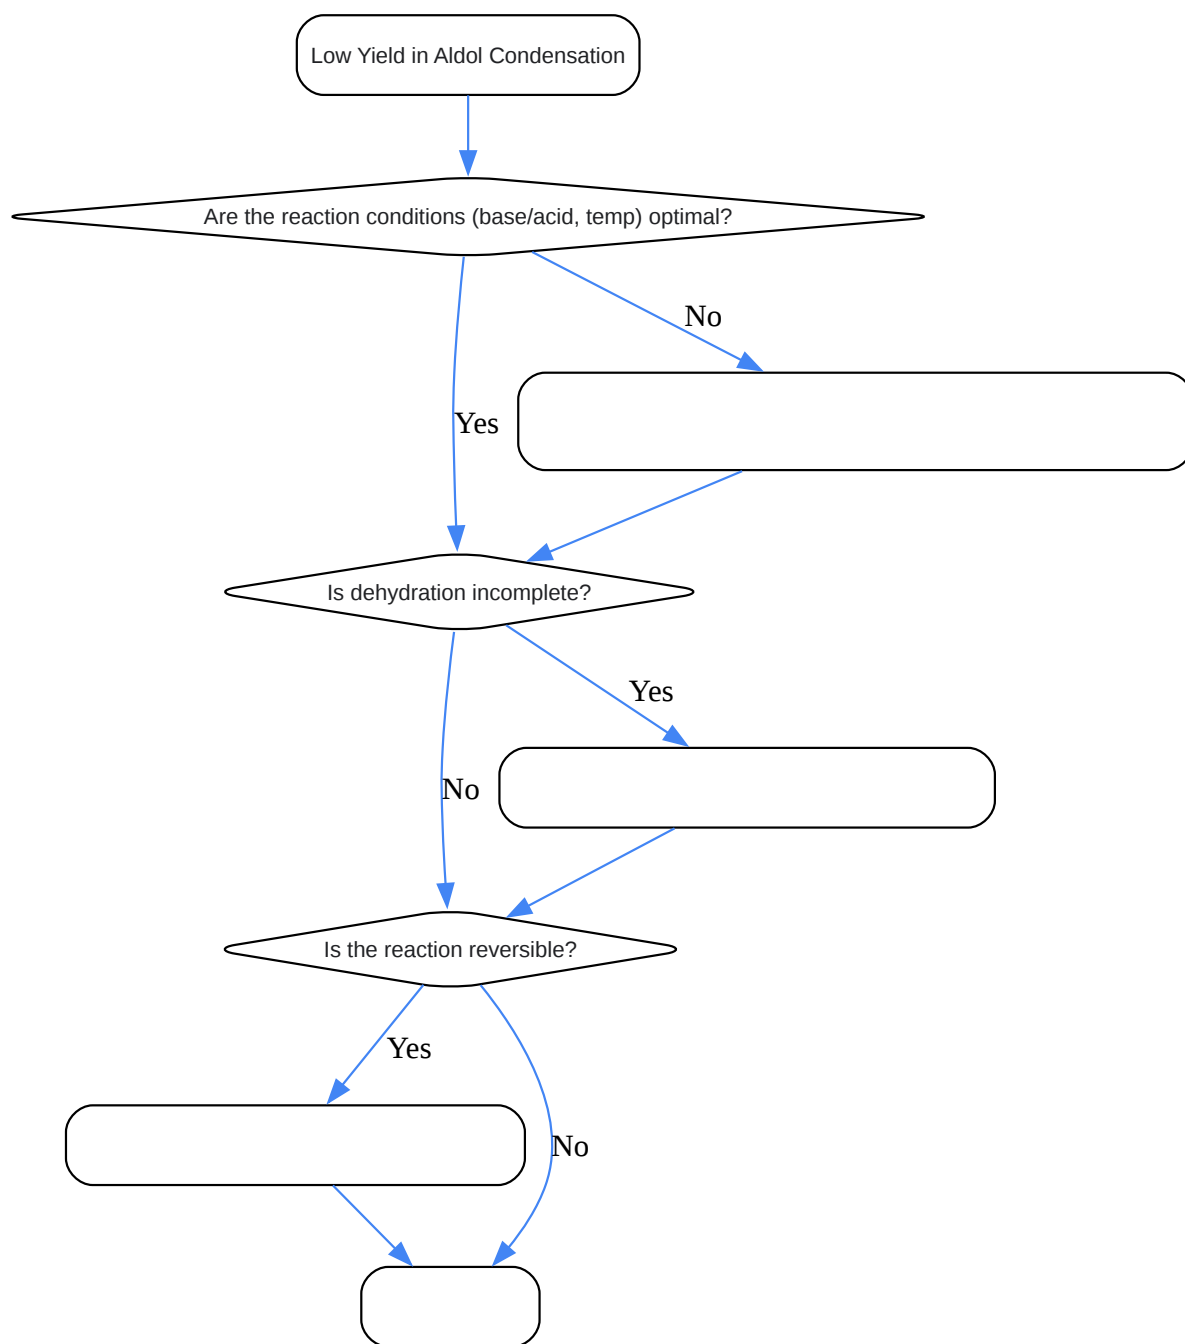 Low Yield in Aldol Condensation
Are the reaction conditions (base/acid, temp) optimal?
No
Yes
Is dehydration incomplete?
Yes
No
Is the reaction reversible?
Yes
No